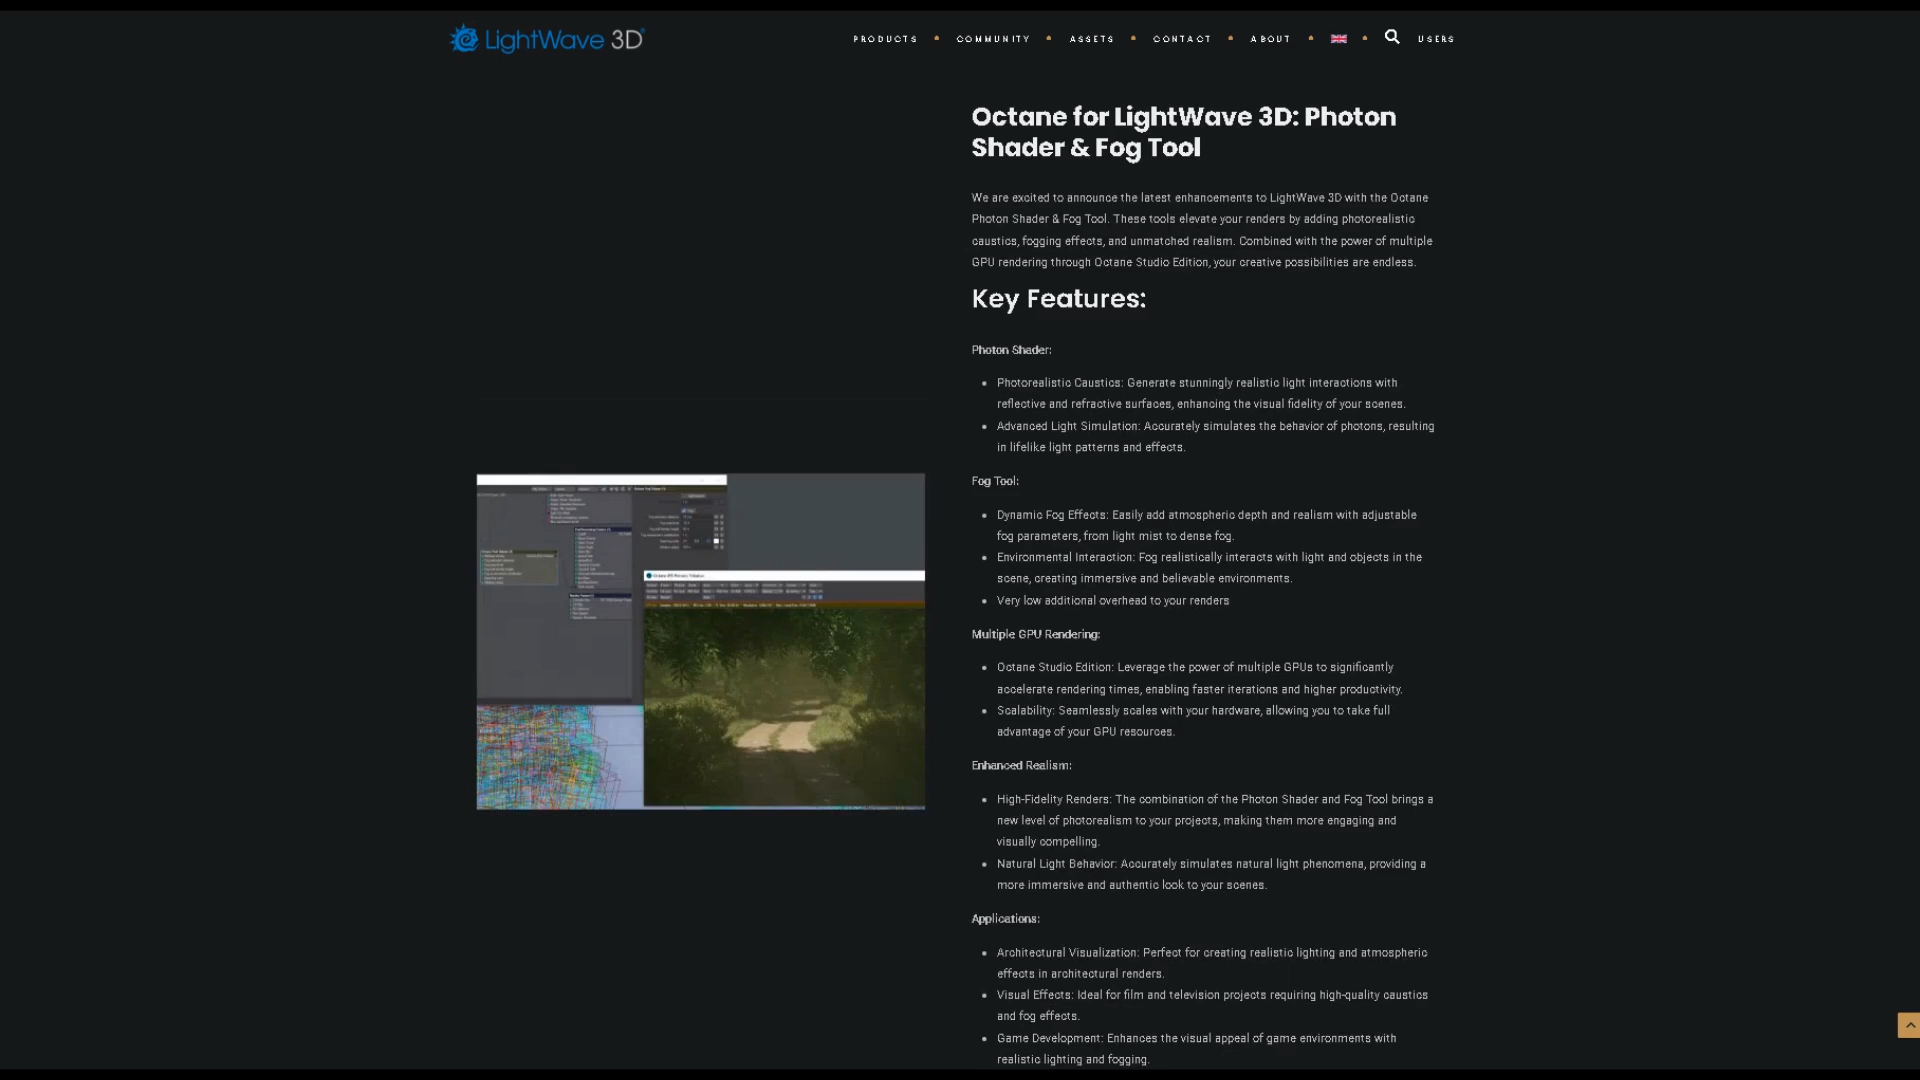 LightWave 3D
PRODUCTS COMMUNITY ASSETS CONTACT ABOUT USERS
Octane for LightWave 3D: Photon
Shader & Fog Tool
We are excited to announce the latest enhancements to LightWave 3D with the Octane
Photon Shader & Fog Tool. These tools elevate your renders by adding photorealistic
caustics, fogging effects, and unmatched realism. Combined with the power of multiple
GPU rendering through Octane Studio Edition, your creative possibilities are endless.
Key Features:
Photon Shader:
• Photorealistic Caustics: Generate stunningly realistic light interactions with
reflective and refractive surfaces, enhancing the visual fidelity of your scenes.
• Advanced Light Simulation: Accurately simulates the behavior of photons, resulting
in lifelike light patterns and effects.
Fog Tool:
• Dynamic Fog Effects: Easily add atmospheric depth and realism with adjustable
fog parameters, from light mist to dense fog.
• Environmental Interaction: Fog realistically interacts with light and objects in the
scene, creating immersive and believable environments.
• Very low additional overhead to your renders
Multiple GPU Rendering:
• Octane Studio Edition: Leverage the power of multiple GPUs to significantly
accelerate rendering times, enabling faster iterations and higher productivity.
• Scalability: Seamlessly scales with your hardware, allowing you to take full
advantage of your GPU resources.
Enhanced Realism:
• High-Fidelity Renders: The combination of the Photon Shader and Fog Tool brings a
new level of photorealism to your projects, making them more engaging and
visually compelling.
• Natural Light Behavior: Accurately simulates natural light phenomena, providing a
more immersive and authentic look to your scenes.
Applications:
• Architectural Visualization: Perfect for creating realistic lighting and atmospheric
effects in architectural renders.
• Visual Effects: Ideal for film and television projects requiring high-quality caustics
and fog effects.
• Game Development: Enhances the visual appeal of game environments with
realistic lighting and fogging.